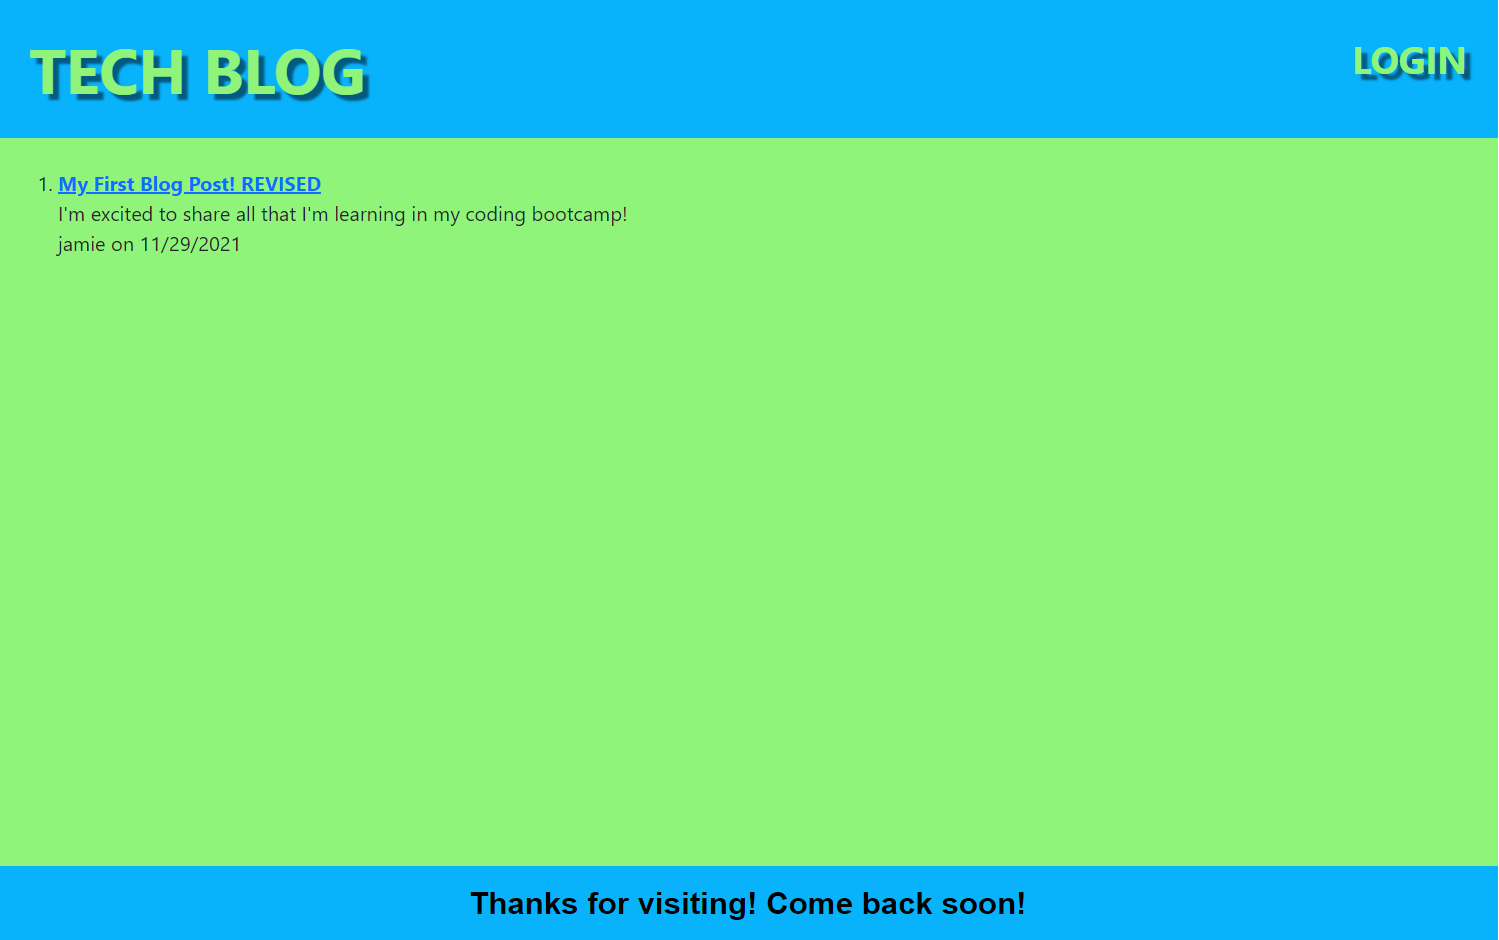 TECH BLOG
LOGIN
1. My First Blog Post! REVISED
I'm excited to share all that I'm learning in my coding bootcamp!
jamie on 11/29/2021
Thanks for visiting! Come back soon!